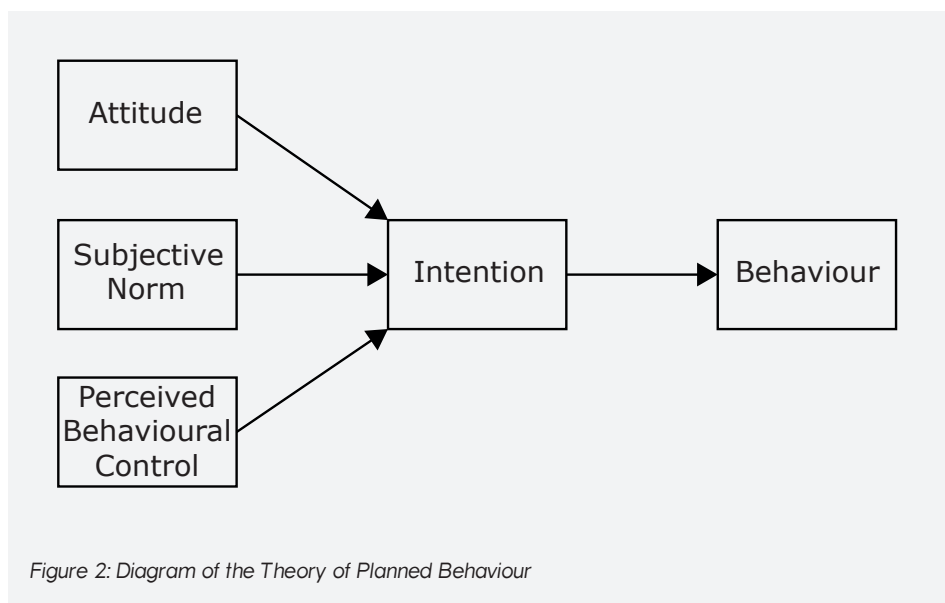 Attitude
Subjective
Norm
Perceived
Behavioural
Control
Intention
Behaviour
Figure 2: Diagram of the Theory of Planned Behaviour